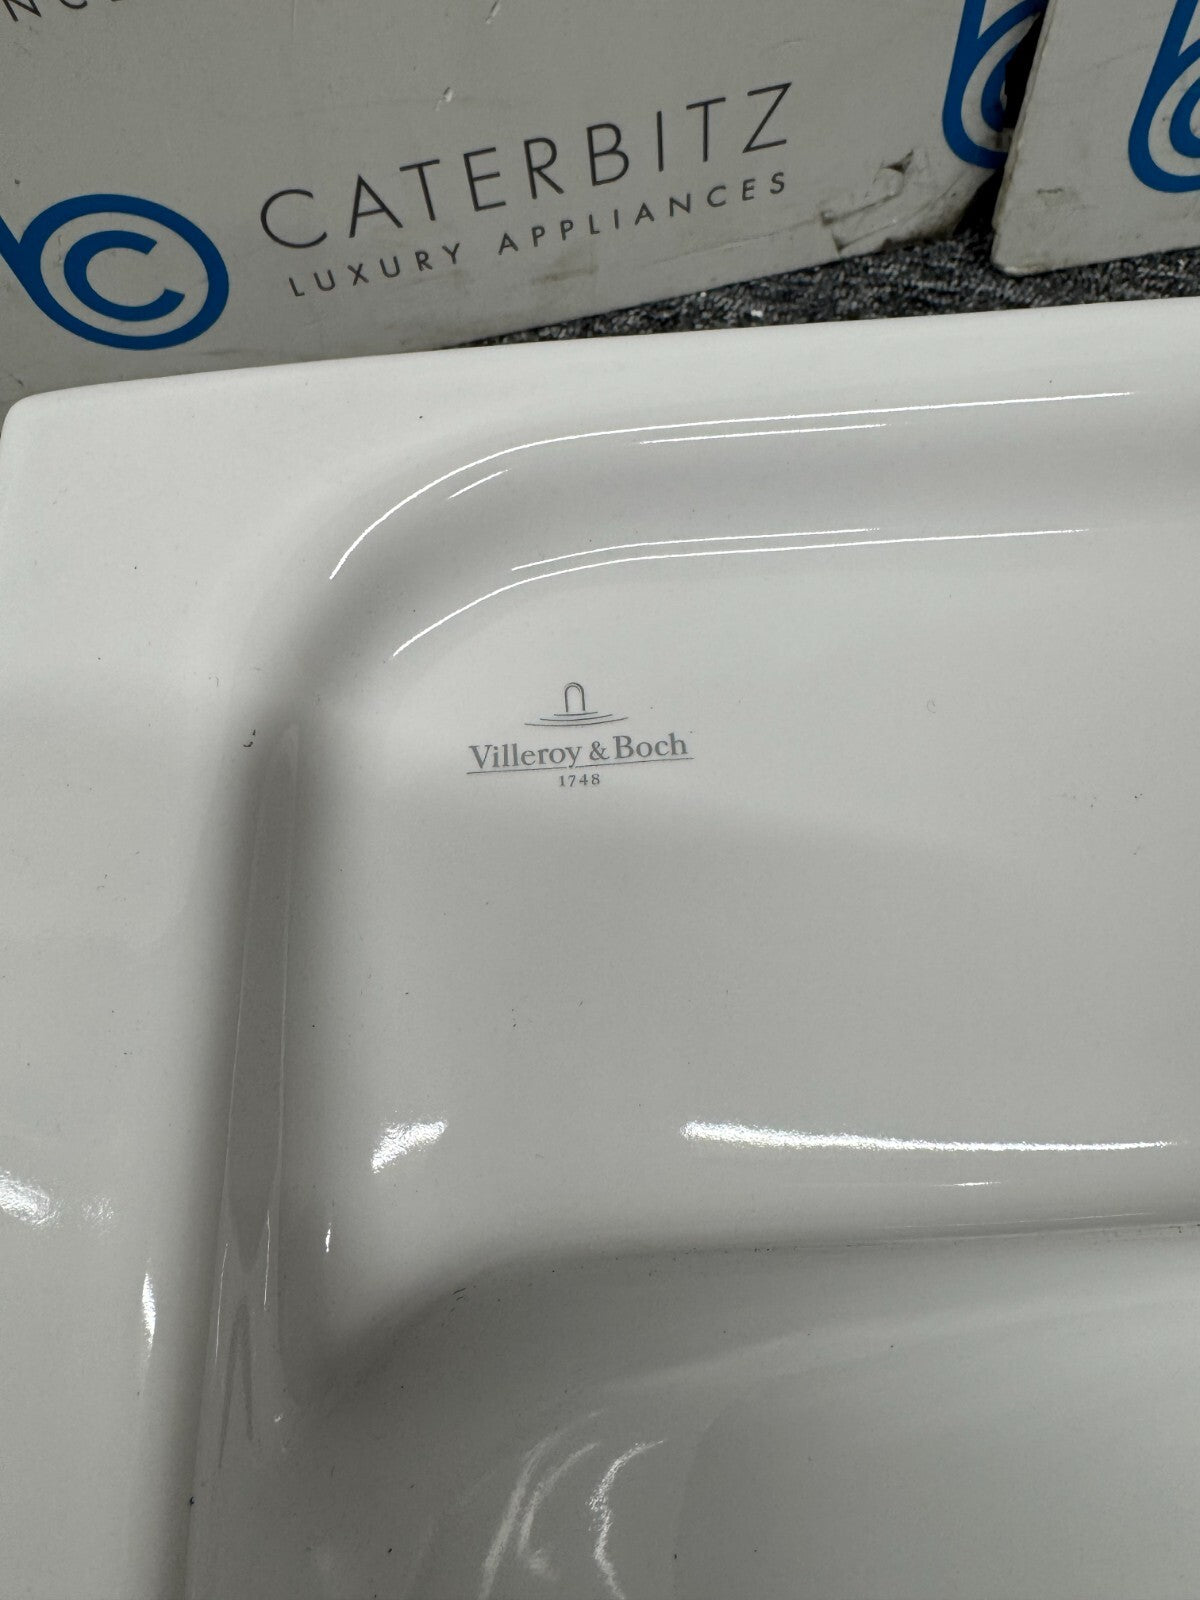 CATERBITZ
LUXURY APPLIANCES
Villeroy & Boch
1748